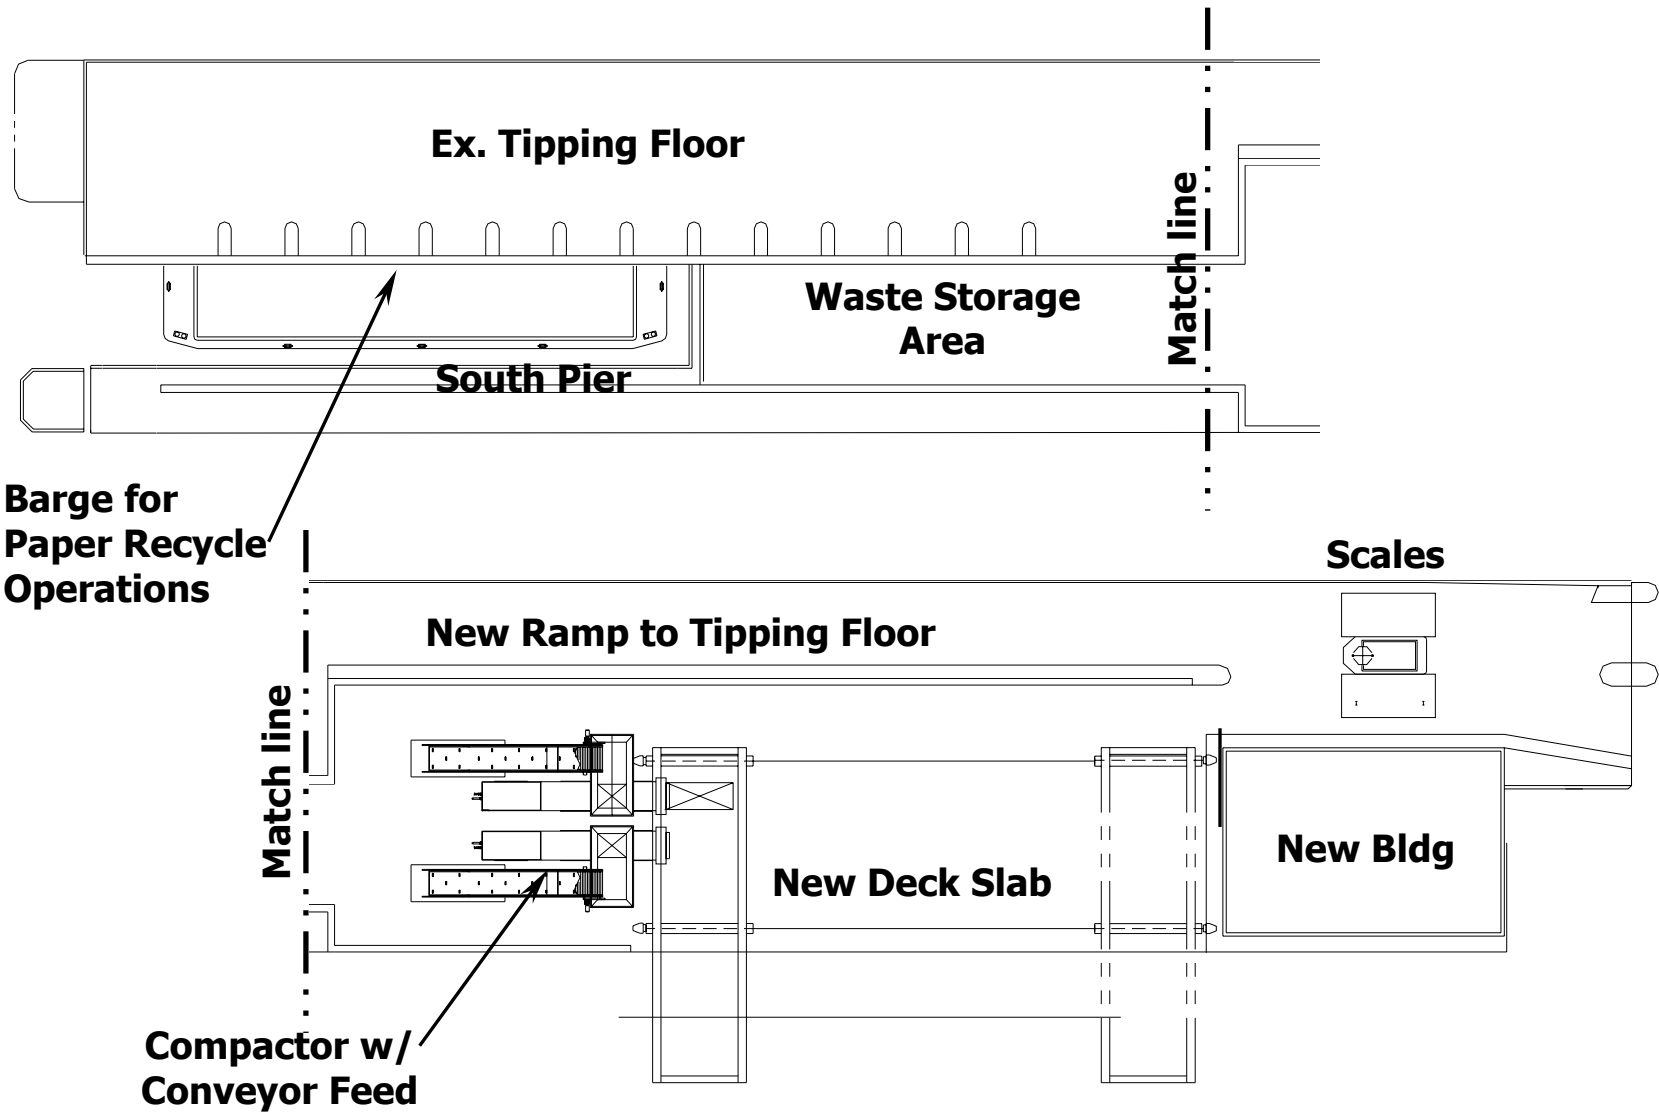 Ex. Tipping Floor
Match line
Waste Storage
Area
South Pier
Barge for
Paper Recycle
Operations
Scales
New Ramp to Tipping Floor
Match line
New Bldg
New Deck Slab
Compactor w/
Conveyor Feed